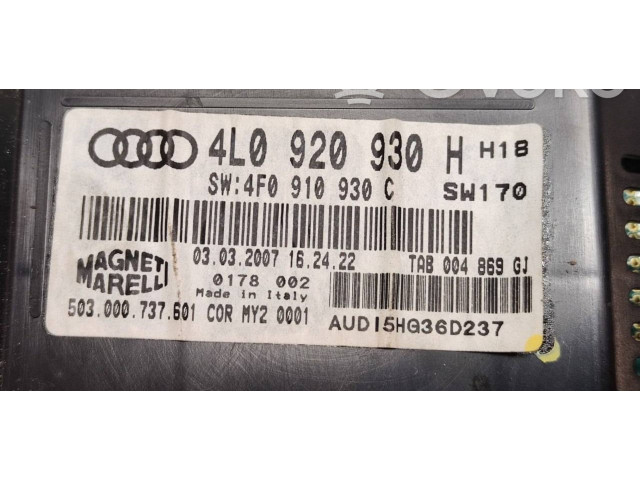 4L0 920 930 H H18
SW:4F0 910 930 C SW170
03.03.2007 16.24.22 TAB 004 869 GJ
MAGNETI MARELLI
0178 002
Made in Italy
503.000.737.601 COR MY2 0001
AUDI5HG36D237